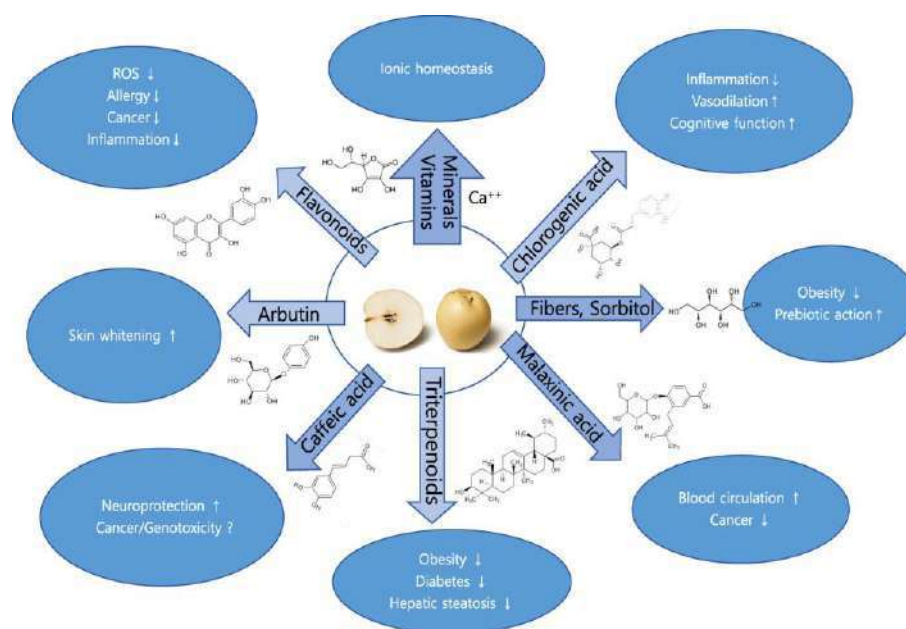 ROS ↓
Allergy↓
Cancer↓
Inflammation↓
Ionic homeostasis
Inflammation↓
Vasodilation↑
Cognitive function↑
Flavonoids
Minerals
Vitamins
Ca⁺⁺
Chlorogenic acid
Skin whitening ↑
Arbutin
Fibers, Sorbitol
Obesity ↓
Prebiotic action↑
Caffeic acid
Triterpenoids
Malaxinic acid
Neuroprotection ↑
Cancer/Genotoxicity ?
Obesity ↓
Diabetes ↓
Hepatic steatosis ↓
Blood circulation ↑
Cancer ↓